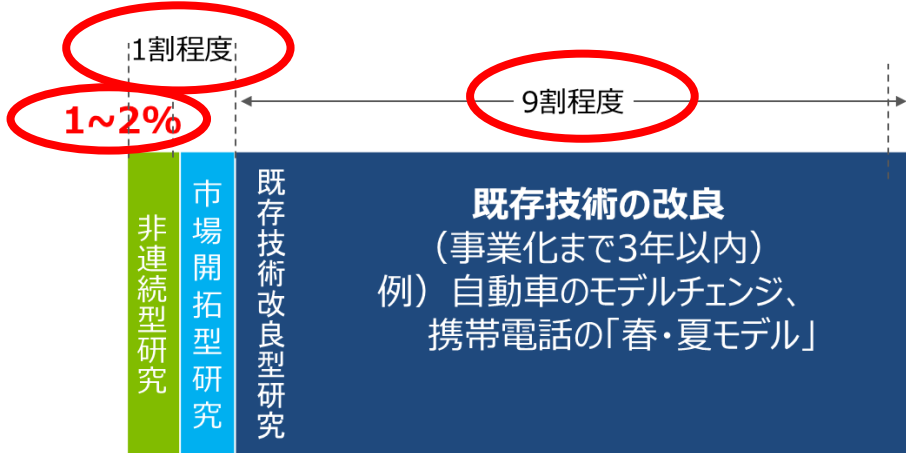 1割程度
9割程度
1~2%
非連続型研究
市場開拓型研究
既存技術改良型研究
既存技術の改良
（事業化まで3年以内）
例）自動車のモデルチェンジ、
携帯電話の「春・夏モデル」